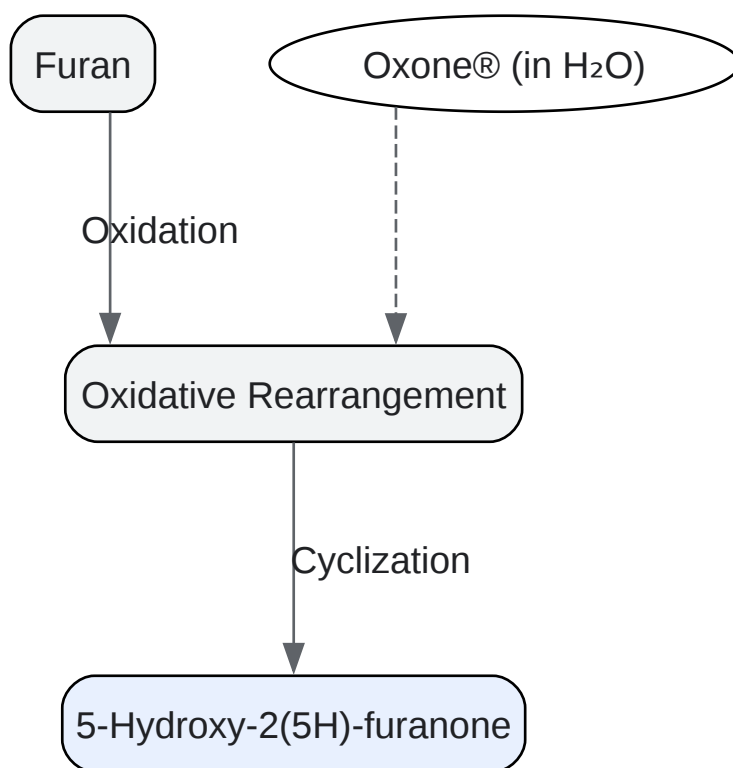 Furan
Oxone® (in H₂O)
Oxidation
Oxidative Rearrangement
Cyclization
5-Hydroxy-2(5H)-furanone